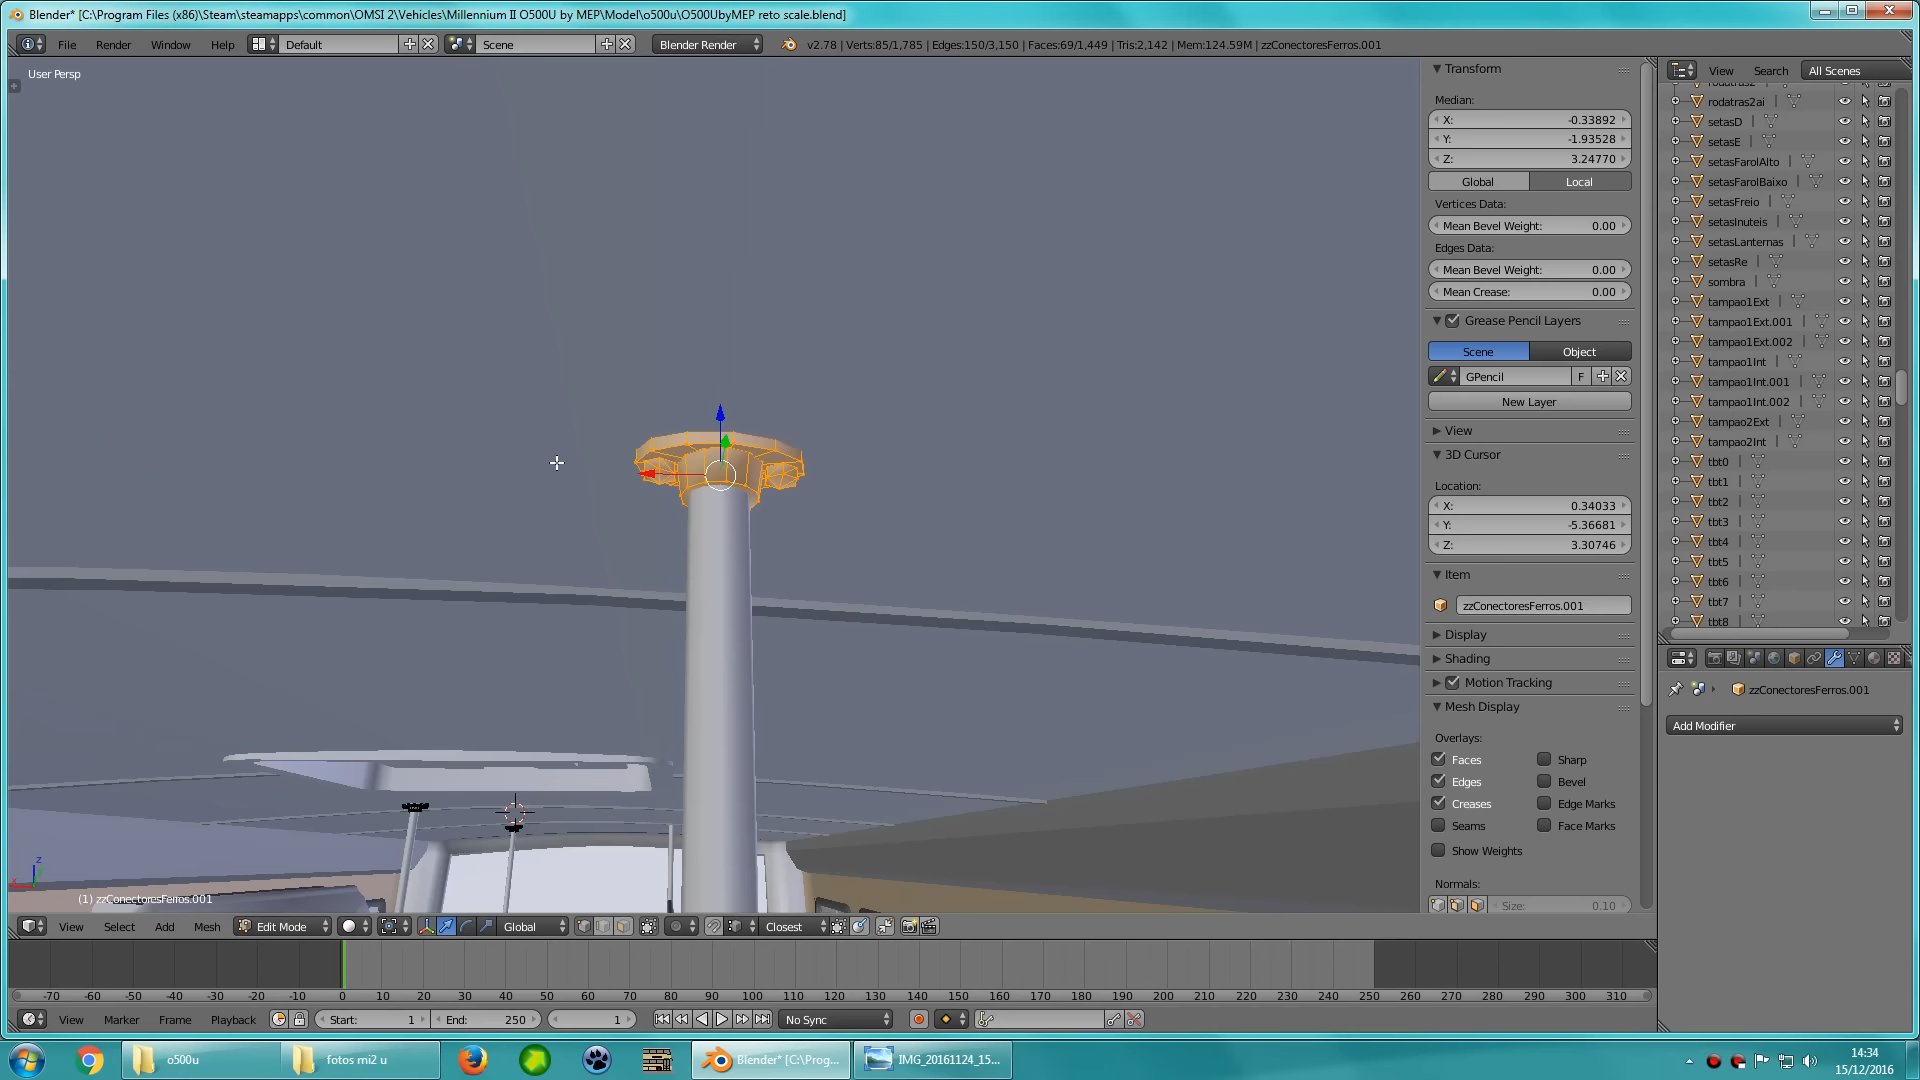 Blender* [C:\Program Files (x86)\Steam\steamapps\common\OMSI 2\Vehicles\Millennium II O500U by MEP\Model\o500u\O500UbyMEP reto scale.blend]
File Render Window Help Default Scene Blender Render v2.78 | Verts:85/1,785 | Edges:150/3,150 | Faces:69/1,449 | Tris:2,142 | Mem:124.59M | zzConectoresFerros.001
User Persp
(1) zzConectoresFerros.001
Transform
Median:
X: -0.33892
Y: -1.93528
Z: 3.24770
Global Local
Vertices Data:
Mean Bevel Weight: 0.00
Edges Data:
Mean Bevel Weight: 0.00
Mean Crease: 0.00
Grease Pencil Layers
Scene Object
GPencil F
New Layer
View
3D Cursor
Location:
X: 0.34033
Y: -5.36681
Z: 3.30746
Item
zzConectoresFerros.001
Display
Shading
Motion Tracking
Mesh Display
Overlays:
Faces Sharp
Edges Bevel
Creases Edge Marks
Seams Face Marks
Show Weights
Normals:
Size: 0.10
View Search All Scenes
rodatras2ai
setasD
setasE
setasFarolAlto
setasFarolBaixo
setasFreio
setasInuteis
setasLanternas
setasRe
sombra
tampao1Ext
tampao1Ext.001
tampao1Ext.002
tampao1Int
tampao1Int.001
tampao1Int.002
tampao2Ext
tampao2Int
tbt0
tbt1
tbt2
tbt3
tbt4
tbt5
tbt6
tbt7
tbt8
zzConectoresFerros.001
Add Modifier
z
View Select Add Mesh Edit Mode Global Closest
-70 -60 -50 -40 -30 -20 -10 0 10 20 30 40 50 60 70 80 90 100 110 120 130 140 150 160 170 180 190 200 210 220 230 240 250 260 270 280 290 300 310
View Marker Frame Playback Start: 1 End: 250 1 No Sync
o500u fotos mi2 u Blender* [C:\Prog... IMG_20161124_15...
14:34
15/12/2016